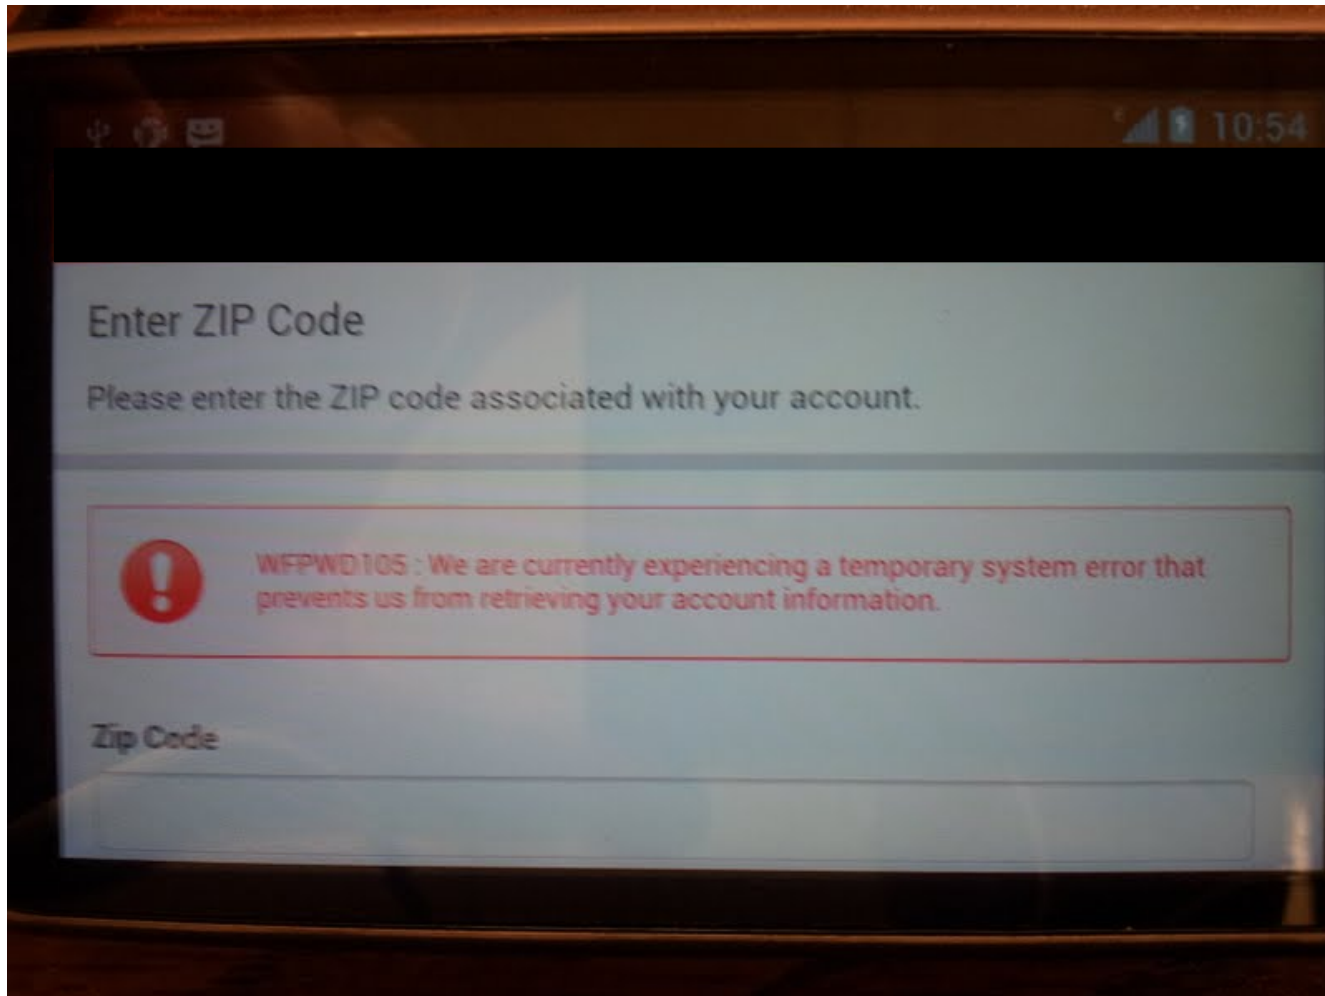 10:54
Enter ZIP Code
Please enter the ZIP code associated with your account.
WFPWD105 : We are currently experiencing a temporary system error that
prevents us from retrieving your account information.
Zip Code